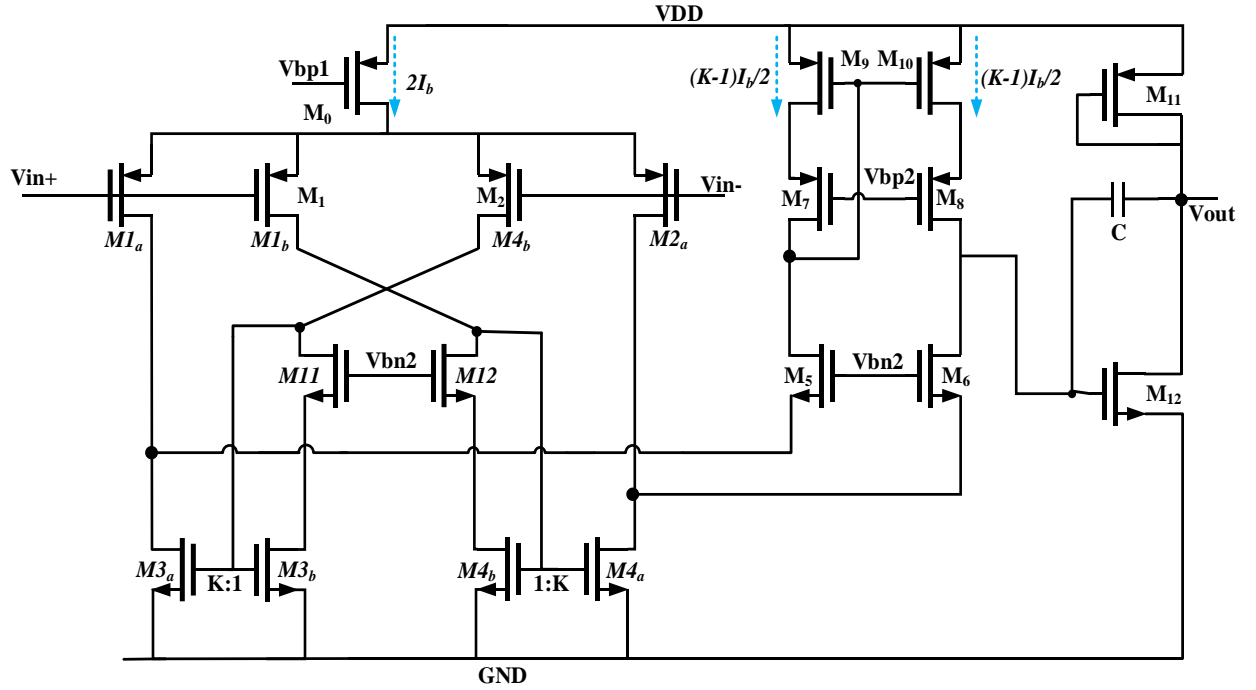 VDD
Vbp1
2I_b
(K-1)I_b/2
M_9
M_10
(K-1)I_b/2
M_0
M_11
Vin+
M_1
M_2
Vin-
M_7
Vbp2
M_8
Vout
M1_a
M1_b
M4_b
M2_a
C
M11
Vbn2
M12
M_5
Vbn2
M_6
M_12
M3_a
K:1
M3_b
M4_b
1:K
M4_a
GND